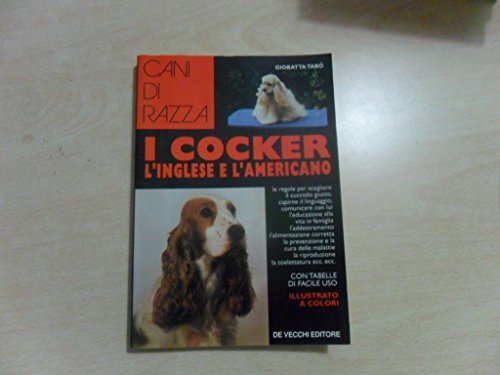 CANI
DI
RAZZA
GIOBATTA TABÒ
I COCKER
L'INGLESE E L'AMERICANO
le regole per scegliere
il cucciolo giusto,
capirne il linguaggio,
comunicare con lui
l'educazione alla
vita in famiglia
l'addestramento
l'alimentazione corretta
la prevenzione e la
cura delle malattie
la riproduzione
la toelettatura ecc. ecc.
CON TABELLE
DI FACILE USO
ILLUSTRATO
A COLORI
DE VECCHI EDITORE